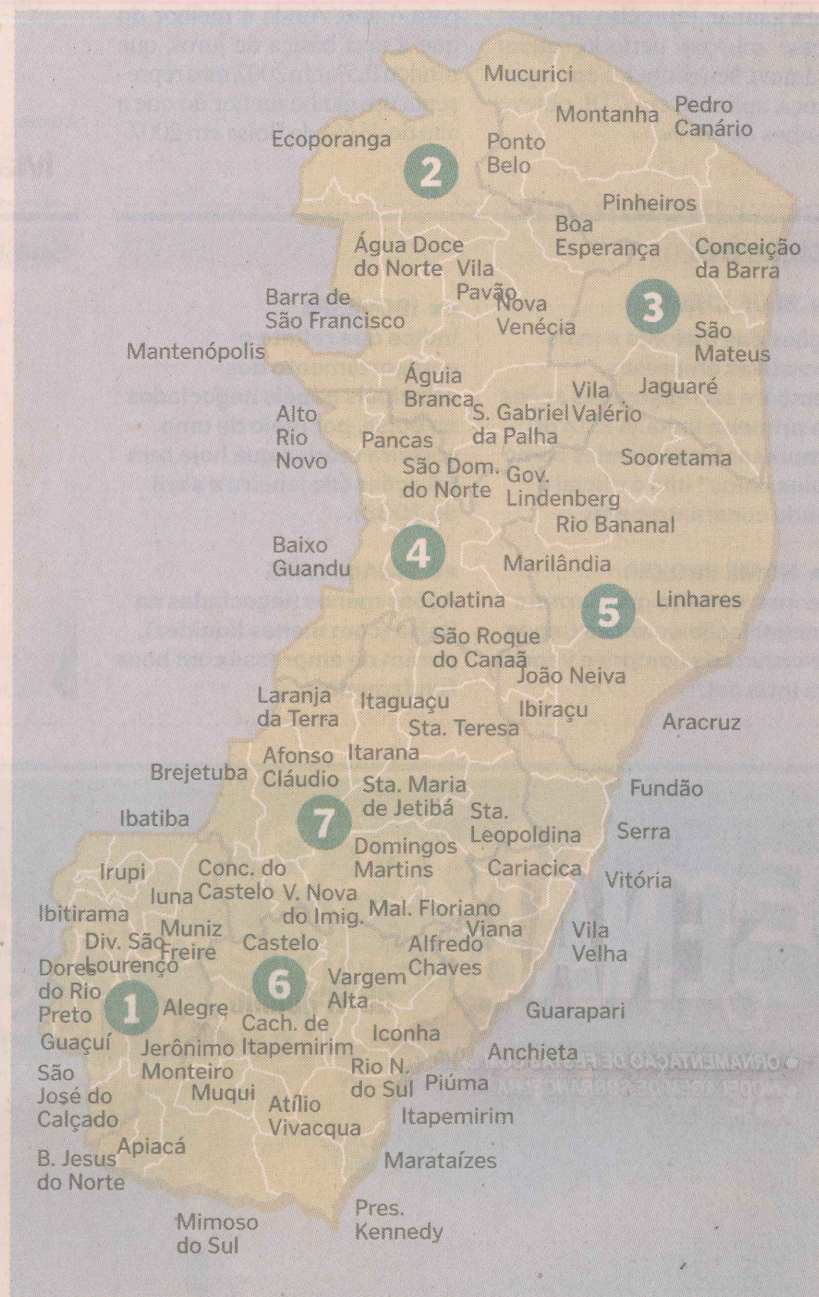 Mucurici
Montanha
Pedro
Canário
Ecoporanga
Ponto
Belo
2
Pinheiros
Boa
Esperança
Água Doce
do Norte
Vila
Pavão
Conceição
da Barra
Barra de
São Francisco
Nova
Venécia
3
São
Mateus
Mantenópolis
Águia
Branca
Vila
Valério
Jaguaré
Alto
Rio
Novo
Pancas
S. Gabriel
da Palha
São Dom.
do Norte
Gov.
Lindenberg
Sooretama
Rio Bananal
Baixo
Guandu
4
Marilândia
Colatina
5
Linhares
São Roque
do Canaã
João Neiva
Laranja
da Terra
Itaguaçu
Ibiraçu
Sta. Teresa
Aracruz
Brejetuba
Afonso
Cláudio
Itarana
Sta. Maria
de Jetibá
Fundão
Ibatiba
7
Sta.
Leopoldina
Serra
Domingos
Martins
Cariacica
Vitória
Irupi
Iuna
Conc. do
Castelo
V. Nova
do Imig.
Mal. Floriano
Ibitirama
Viana
Vila
Velha
Div. São
Lourenço
Muniz
Freire
Castelo
Alfredo
Chaves
Dores
do Rio
Preto
1
Alegre
6
Vargem
Alta
Guarapari
Guaçuí
Jerônimo
Monteiro
Cach. de
Itapemirim
Iconha
Anchieta
São
José do
Calçado
Muqui
Atílio
Vivacqua
Rio N.
do Sul
Piúma
Itapemirim
Apiacá
B. Jesus
do Norte
Marataízes
Mimoso
do Sul
Pres.
Kennedy